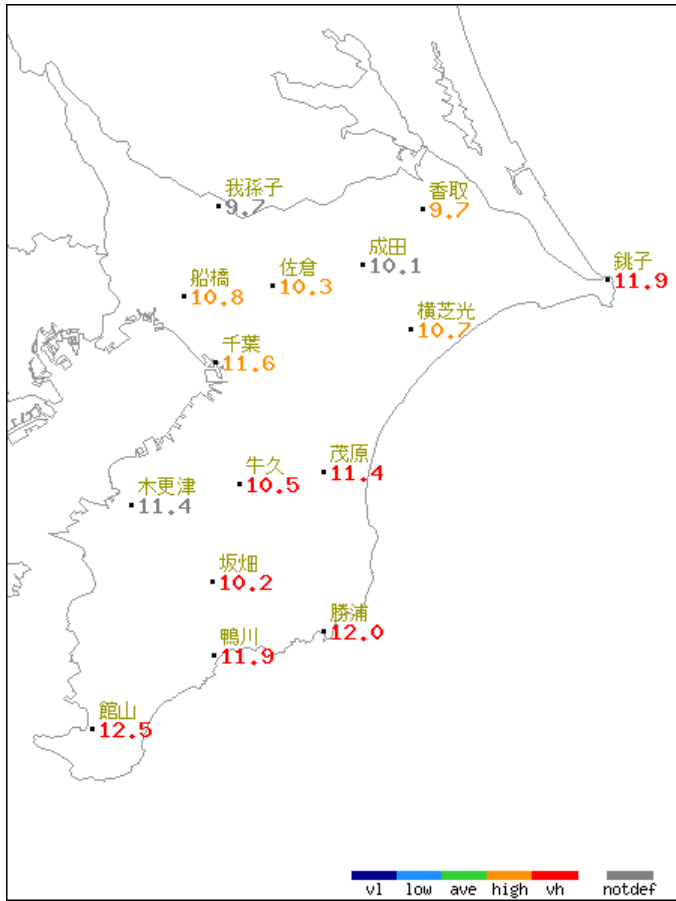 我孫子
9.7
香取
9.7
成田
10.1
佐倉
10.3
船橋
10.8
銚子
11.9
横芝光
10.7
千葉
11.6
茂原
11.4
牛久
10.5
木更津
11.4
坂畑
10.2
勝浦
12.0
鴨川
11.9
館山
12.5
vl low ave high vh notdef